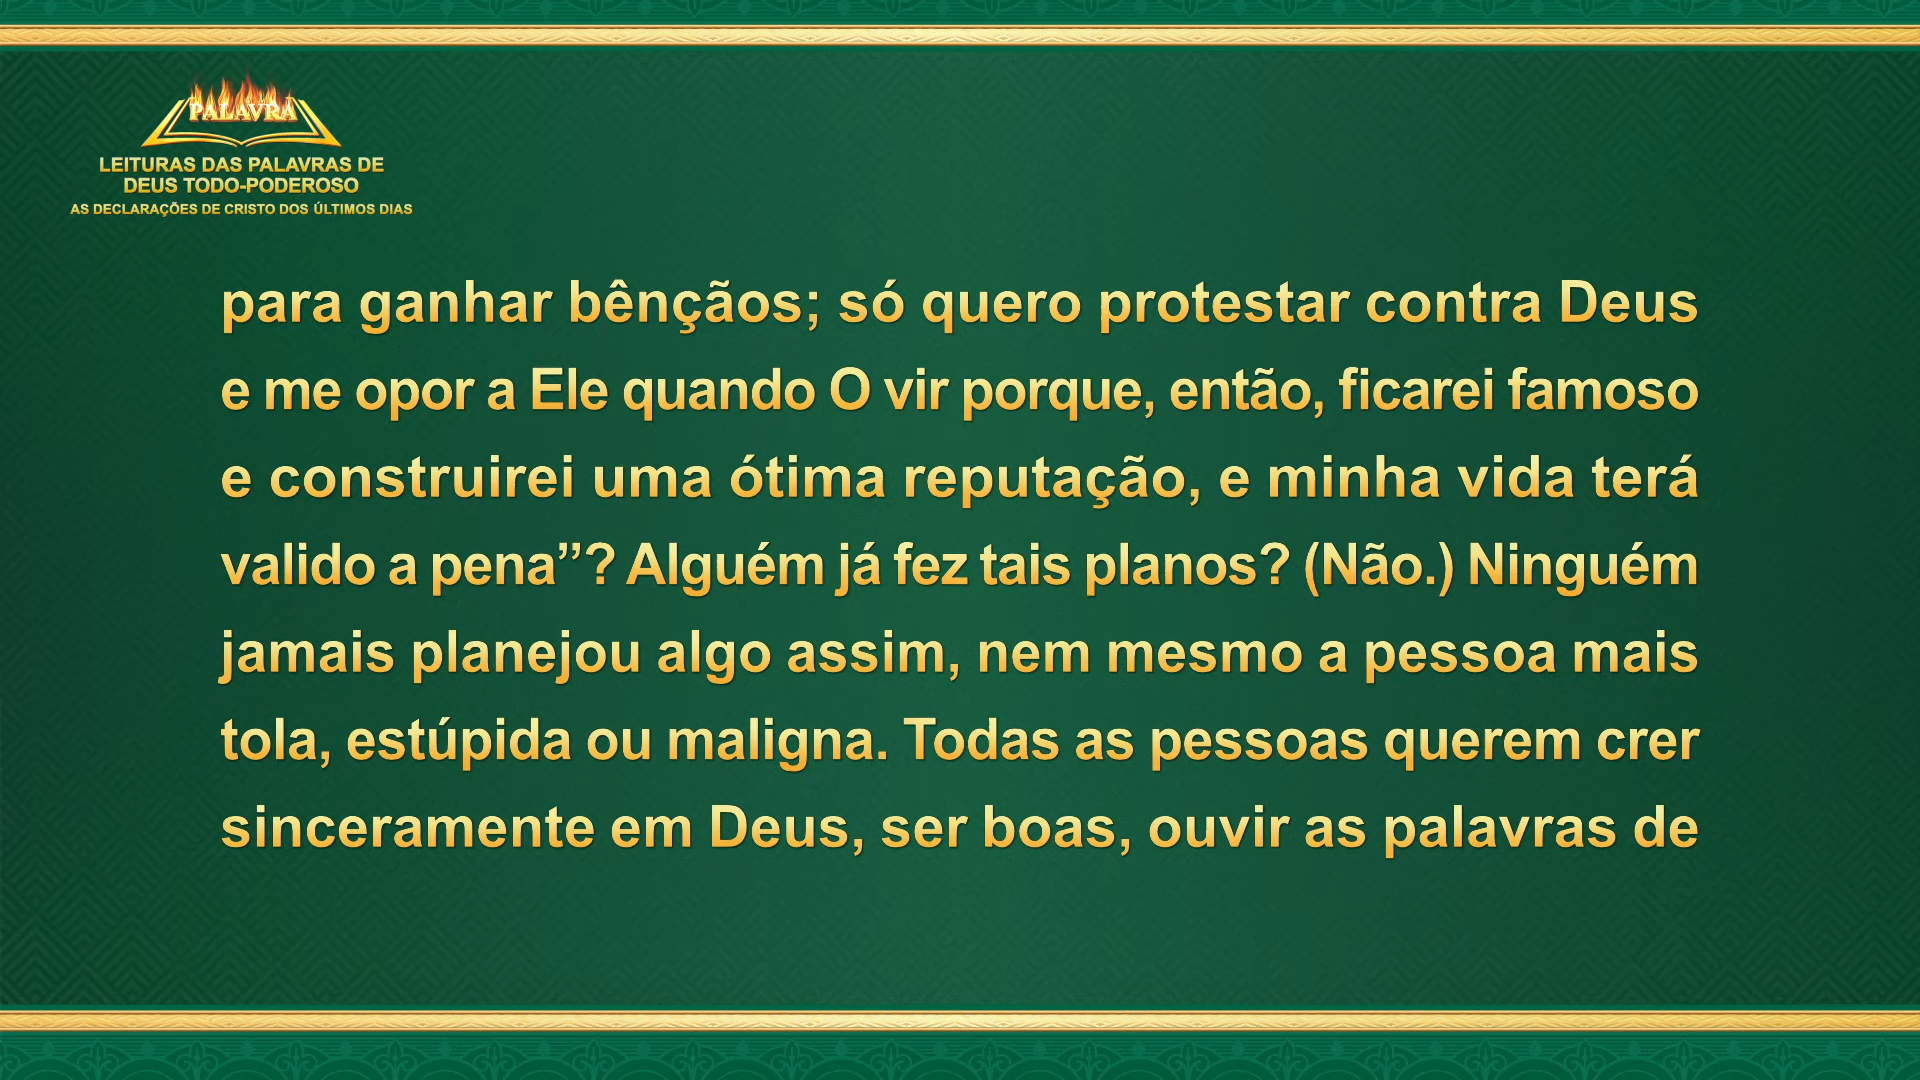 PALAVRA
LEITURAS DAS PALAVRAS DE
DEUS TODO-PODEROSO
AS DECLARAÇÕES DE CRISTO DOS ÚLTIMOS DIAS
para ganhar bênçãos; só quero protestar contra Deus
e me opor a Ele quando O vir porque, então, ficarei famoso
e construirei uma ótima reputação, e minha vida terá
valido a pena”? Alguém já fez tais planos? (Não.) Ninguém
jamais planejou algo assim, nem mesmo a pessoa mais
tola, estúpida ou maligna. Todas as pessoas querem crer
sinceramente em Deus, ser boas, ouvir as palavras de